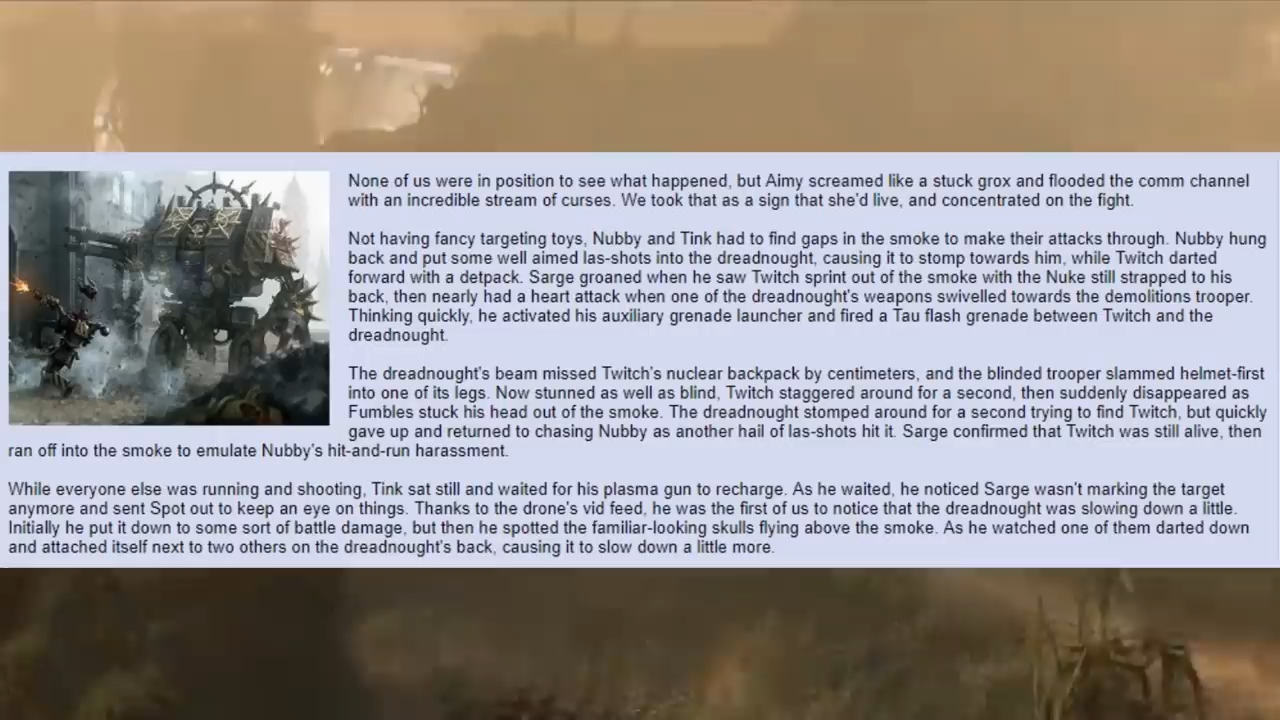 None of us were in position to see what happened, but Aimy screamed like a stuck grox and flooded the comm channel
with an incredible stream of curses. We took that as a sign that she'd live, and concentrated on the fight.
Not having fancy targeting toys, Nubby and Tink had to find gaps in the smoke to make their attacks through. Nubby hung
back and put some well aimed las-shots into the dreadnought, causing it to stomp towards him, while Twitch darted
forward with a detpack. Sarge groaned when he saw Twitch sprint out of the smoke with the Nuke still strapped to his
back, then nearly had a heart attack when one of the dreadnought's weapons swivelled towards the demolitions trooper.
Thinking quickly, he activated his auxiliary grenade launcher and fired a Tau flash grenade between Twitch and the
dreadnought.
The dreadnought's beam missed Twitch's nuclear backpack by centimeters, and the blinded trooper slammed helmet-first
into one of its legs. Now stunned as well as blind, Twitch staggered around for a second, then suddenly disappeared as
Fumbles stuck his head out of the smoke. The dreadnought stomped around for a second trying to find Twitch, but quickly
gave up and returned to chasing Nubby as another hail of las-shots hit it. Sarge confirmed that Twitch was still alive, then
ran off into the smoke to emulate Nubby's hit-and-run harassment.
While everyone else was running and shooting, Tink sat still and waited for his plasma gun to recharge. As he waited, he noticed Sarge wasn't marking the target
anymore and sent Spot out to keep an eye on things. Thanks to the drone's vid feed, he was the first of us to notice that the dreadnought was slowing down a little.
Initially he put it down to some sort of battle damage, but then he spotted the familiar-looking skulls flying above the smoke. As he watched one of them darted down
and attached itself next to two others on the dreadnought's back, causing it to slow down a little more.